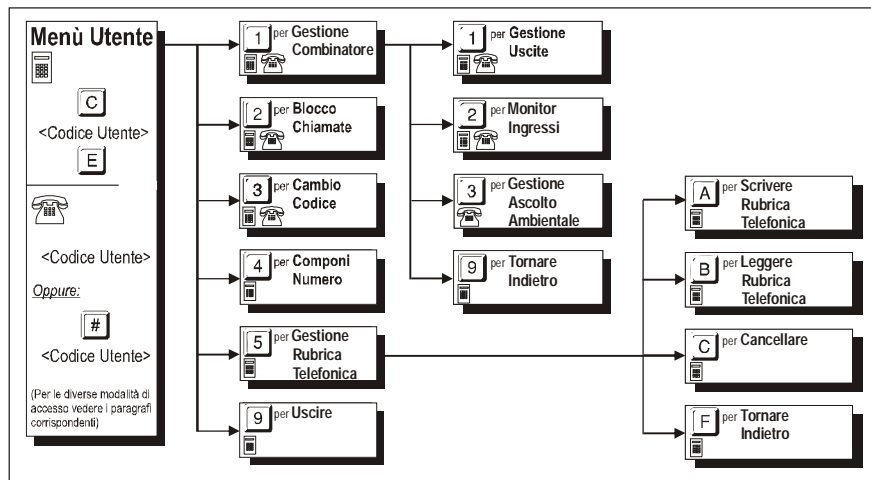 Menù Utente
C
<Codice Utente>
E
<Codice Utente>
Oppure:
#
<Codice Utente>
(Per le diverse modalità di
accesso vedere i paragrafi
corrispondenti)
1 per Gestione
Combinatore
2 per Blocco
Chiamate
3 per Cambio
Codice
4 per Componi
Numero
5 per Gestione
Rubrica
Telefonica
9 per Uscire
1 per Gestione
Uscite
2 per Monitor
Ingressi
3 per Gestione
Ascolto
Ambientale
9 per Tornare
Indietro
A per Scrivere
Rubrica
Telefonica
B per Leggere
Rubrica
Telefonica
C per Cancellare
F per Tornare
Indietro